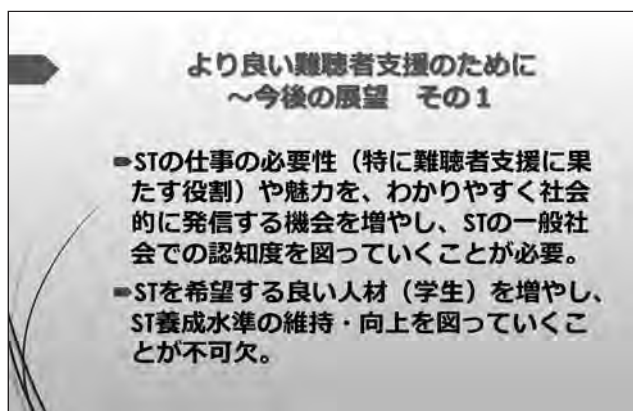 より良い難聴者支援のために
～今後の展望　その１
➨STの仕事の必要性（特に難聴者支援に果
たす役割）や魅力を、わかりやすく社会
的に発信する機会を増やし、STの一般社
会での認知度を図っていくことが必要。
➨STを希望する良い人材（学生）を増やし、
ST養成水準の維持・向上を図っていくこ
とが不可欠。